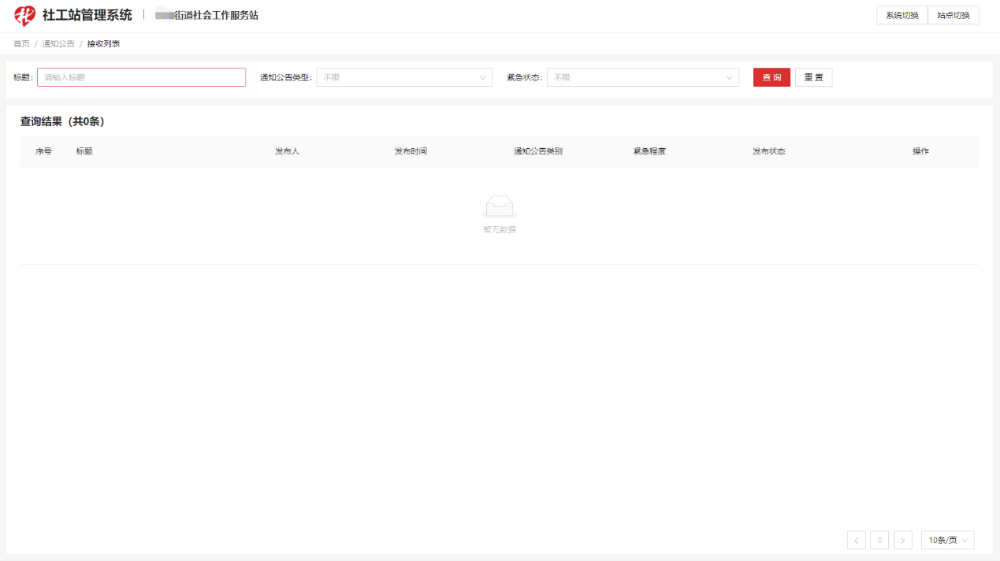 社工站管理系统 街道社会工作服务站 系统切换 站点切换
首页 / 通知公告 / 接收列表
标题: 请输入标题 通知公告类型: 不限 紧急状态: 不限 查询 重置
查询结果（共0条）
序号 标题 发布人 发布时间 通知公告类别 紧急程度 发布状态 操作
暂无数据
< 0 > 10条/页